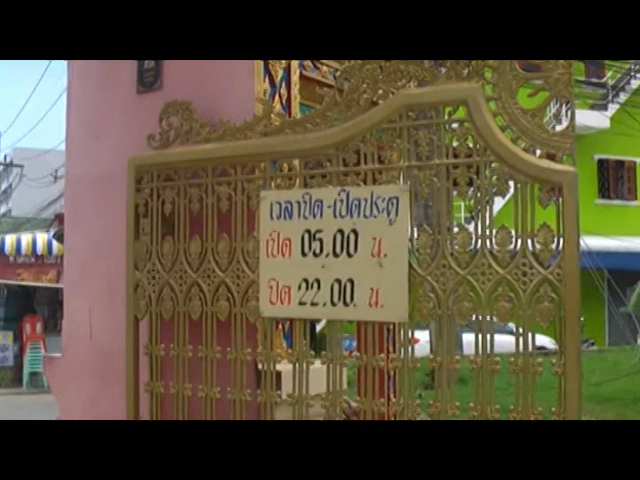 เวลาปิด-เปิดประตู
เปิด 05.00 น.
ปิด 22.00 น.